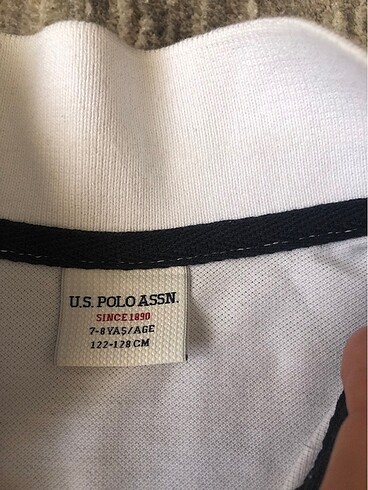 U.S. POLO ASSN.
SINCE 1890
7-8 YAŞ/AGE
122-128 CM